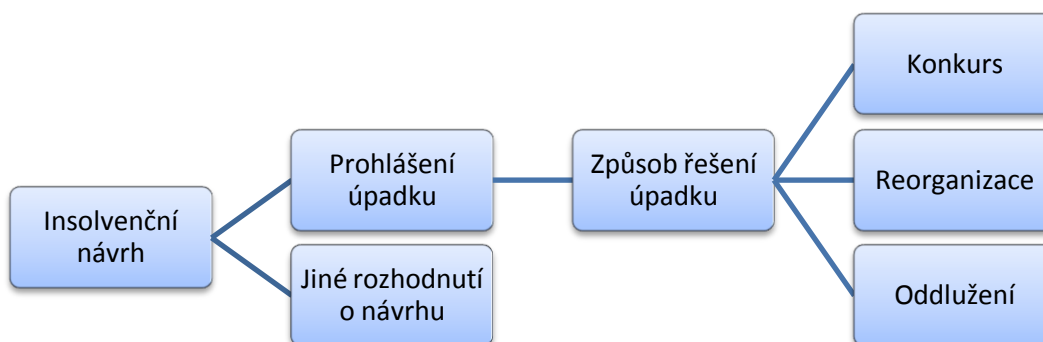 Insolvenční
návrh
Prohlášení
úpadku
Jiné rozhodnutí
o návrhu
Způsob řešení
úpadku
Konkurs
Reorganizace
Oddlužení